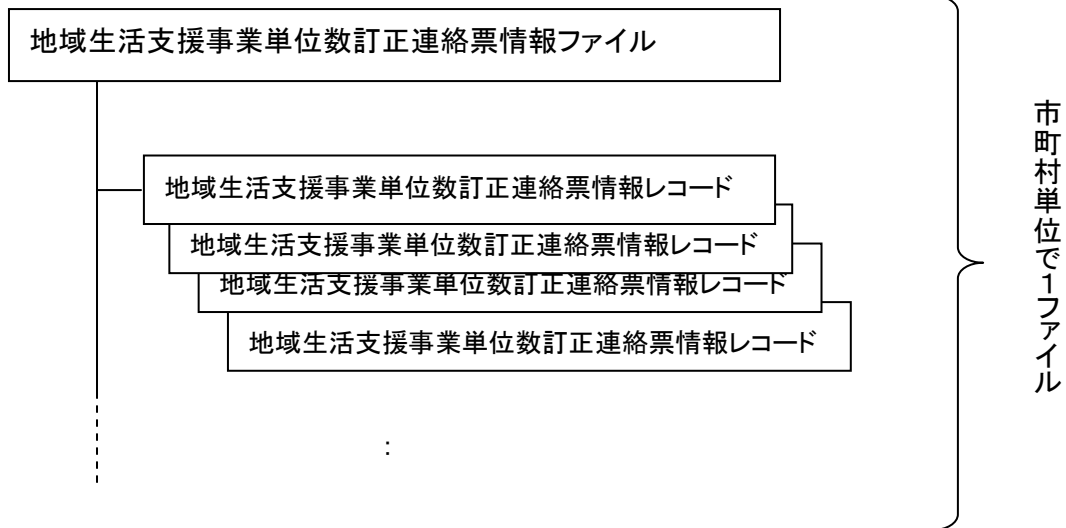 地域生活支援事業単位数訂正連絡票情報ファイル
地域生活支援事業単位数訂正連絡票情報レコード
地域生活支援事業単位数訂正連絡票情報レコード
地域生活支援事業単位数訂正連絡票情報レコード
地域生活支援事業単位数訂正連絡票情報レコード
:
市町村単位で1ファイル